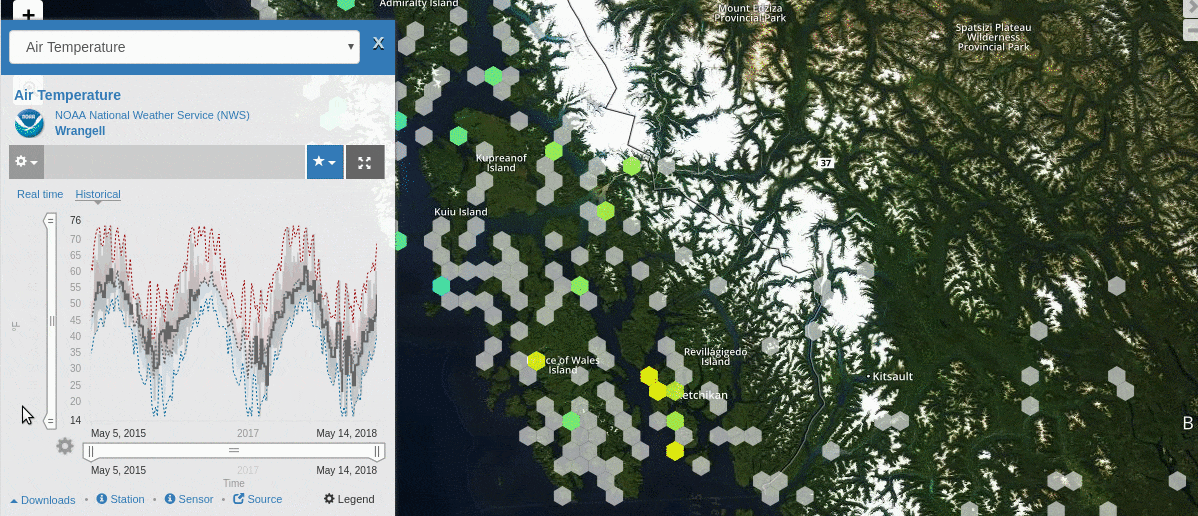 +
Air Temperature
X
Air Temperature
NOAA
NOAA National Weather Service (NWS)
Wrangell
Real time
Historical
76
70
65
60
55
50
45
40
35
30
25
20
14
°F
May 5, 2015
2017
May 14, 2018
May 5, 2015
2017
May 14, 2018
Time
Downloads
•
Station
•
Sensor
•
Source
Legend
Admiralty Island
Mount Edziza
Provincial Park
Spatsizi Plateau
Wilderness
Provincial Park
37
Kupreanof
Island
Kuiu Island
ce of Wales
Island
Revillagigedo
Island
etchikan
Kitsault
B